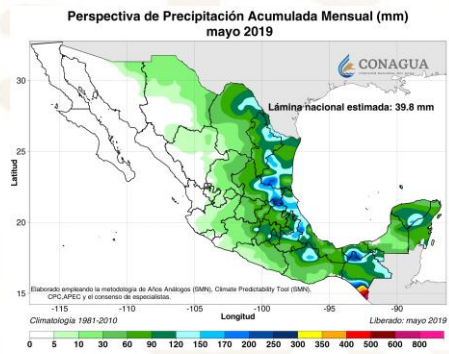 Perspectiva de Precipitación Acumulada Mensual (mm)
mayo 2019
CONAGUA
Lámina nacional estimada: 39.8 mm
Latitud
30
25
20
15
-115
-110
-105
-100
-95
-90
Elaborado empleando la metodologia de Años Análogos (SMN), Climate Predictability Tool (SMN),
CPC,APEC y el consenso de especialistas.
Longitud
Climatología 1981-2010
Liberado: mayo 2019
5 10 30 60 90 120 150 170 200 250 300 350 400 500 600 800